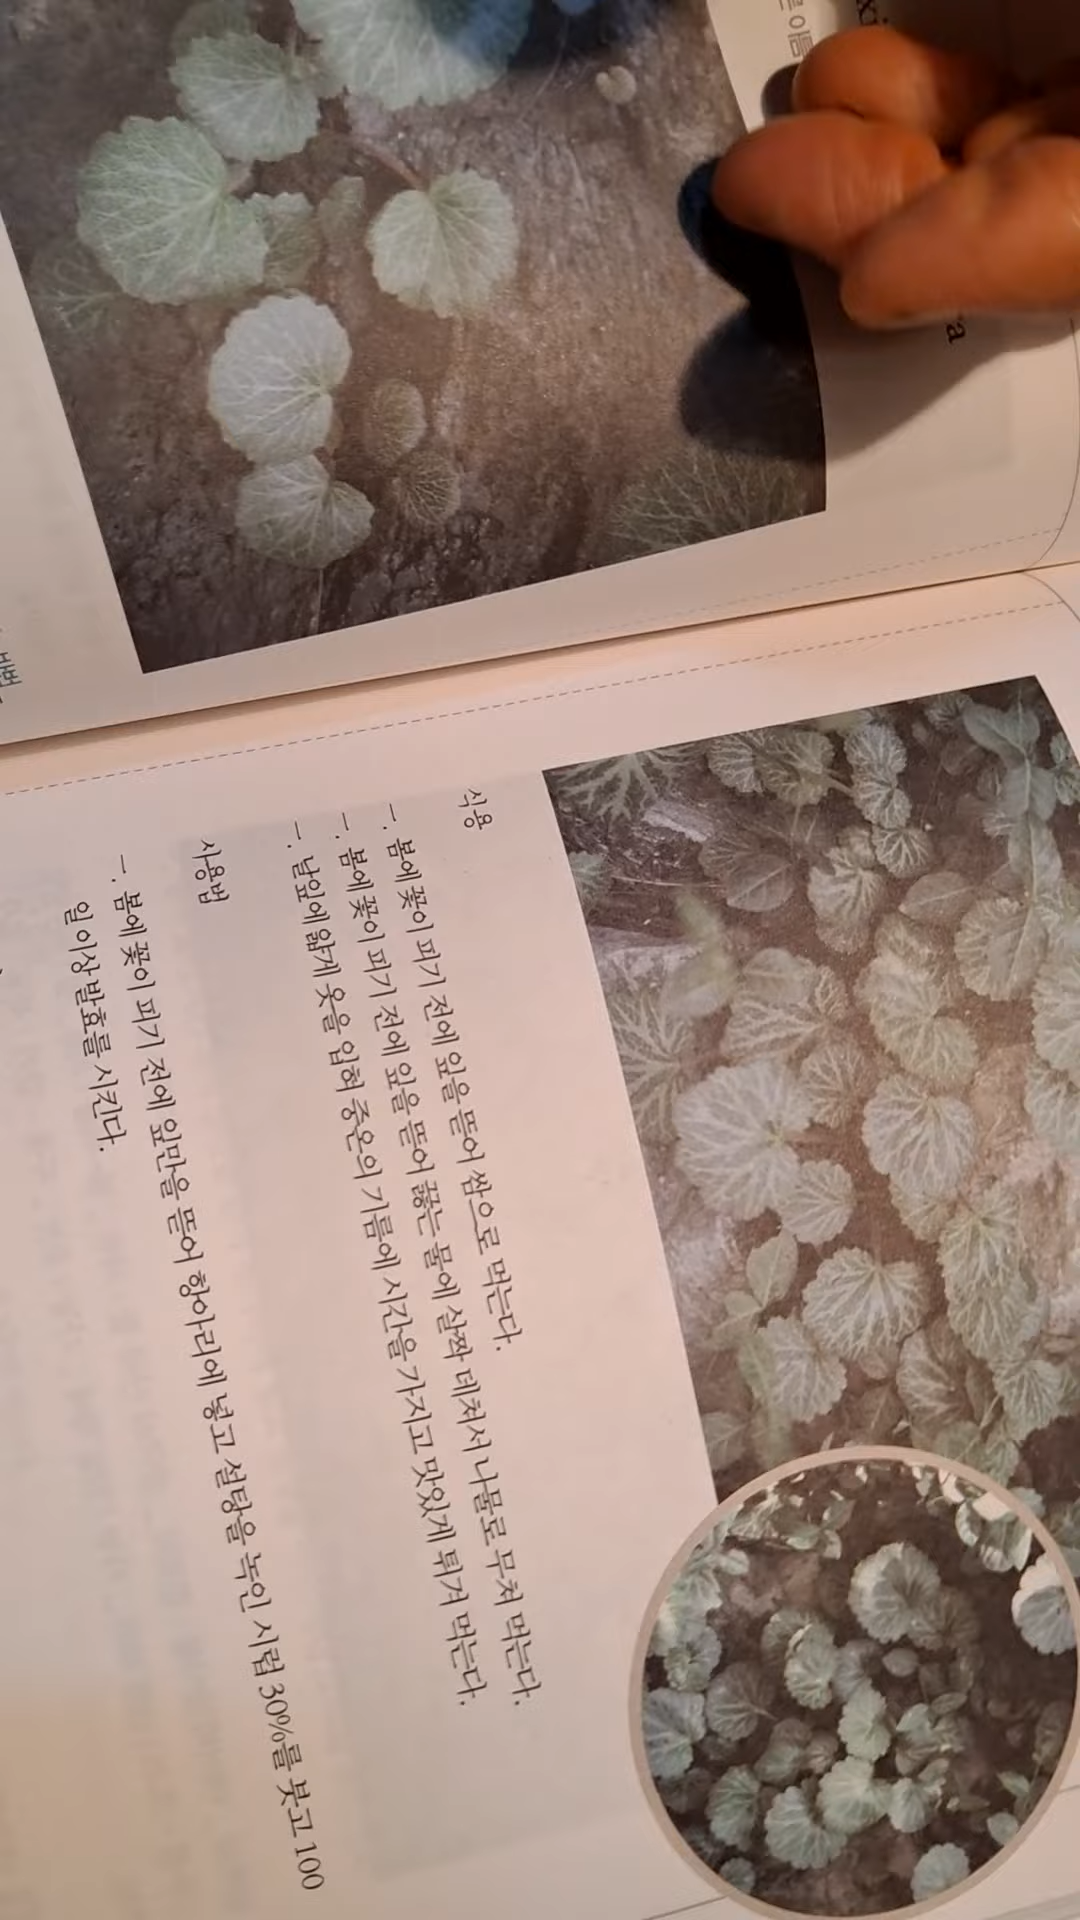 식용
一. 봄에 꽃이 피기 전에 잎을 뜯어 쌈으로 먹는다.
一. 봄에 꽃이 피기 전에 잎을 뜯어 끓는 물에 살짝 데쳐서 나물로 무쳐 먹는다.
一. 날잎에 얇게 옷을 입혀 중온의 기름에 시간을 가지고 맛있게 튀겨 먹는다.
사용법
一. 봄에 꽃이 피기 전에 잎만을 뜯어 항아리에 넣고 설탕을 녹인 시럽 30%를 붓고 100
일 이상 발효를 시킨다.